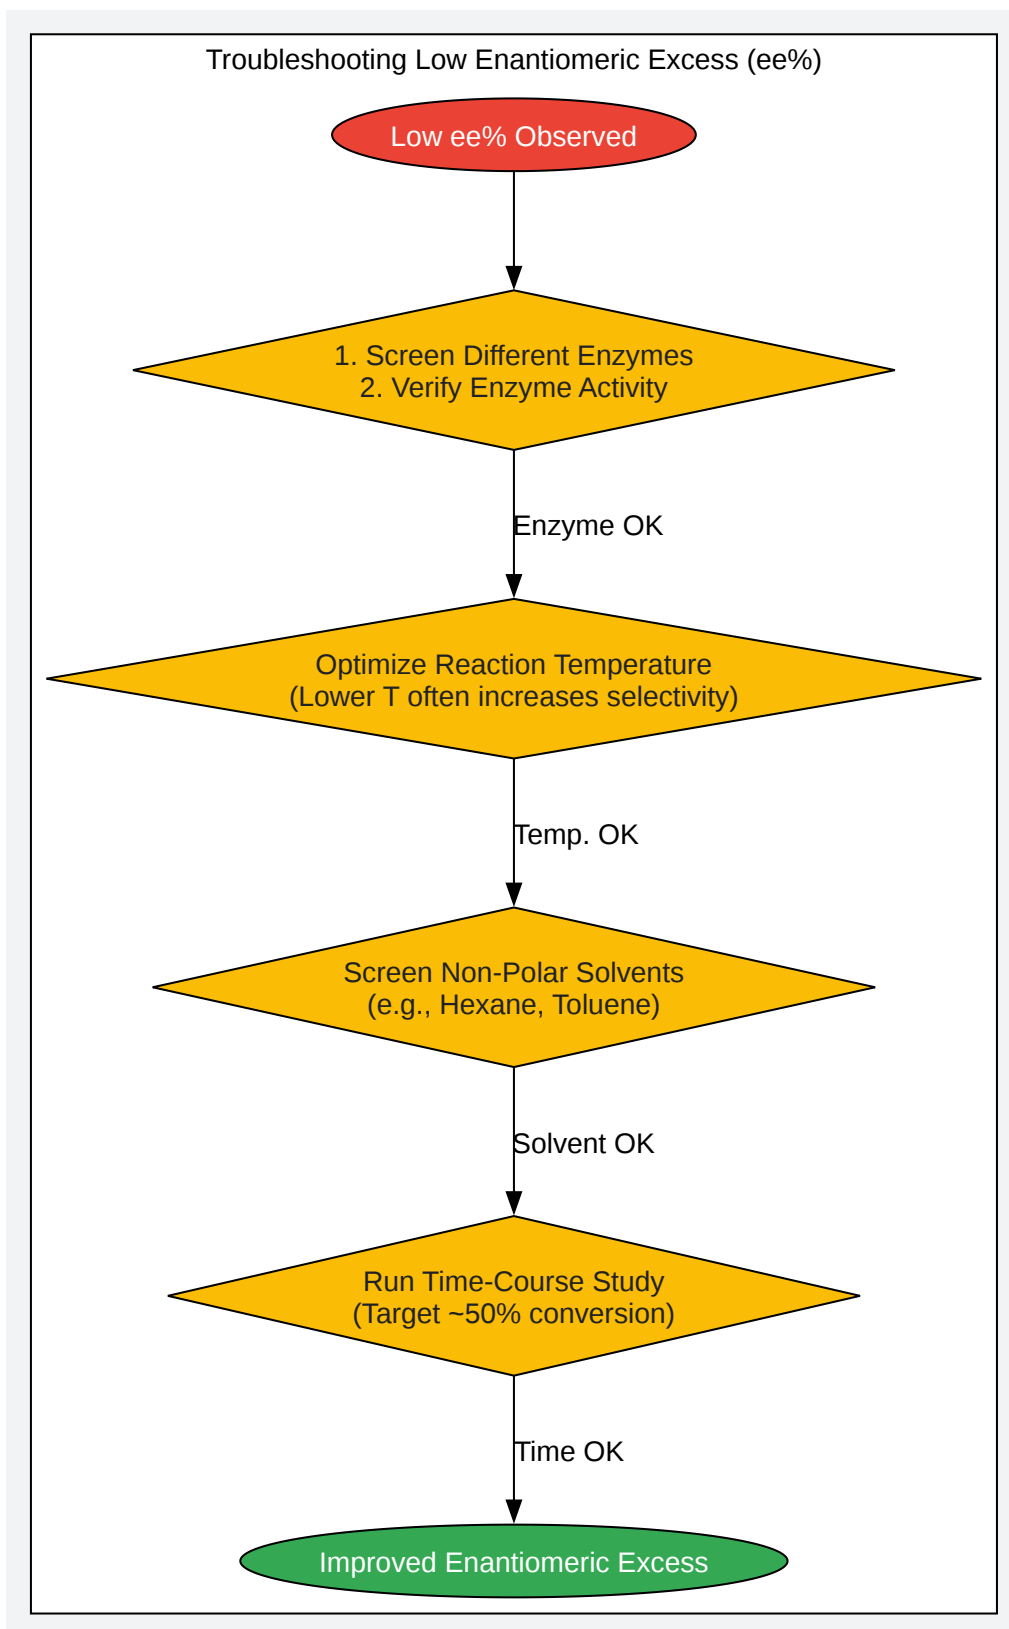 Troubleshooting Low Enantiomeric Excess (ee%)
Low ee% Observed
1. Screen Different Enzymes
2. Verify Enzyme Activity
Enzyme OK
Optimize Reaction Temperature
(Lower T often increases selectivity)
Temp. OK
Screen Non-Polar Solvents
(e.g., Hexane, Toluene)
Solvent OK
Run Time-Course Study
(Target ~50% conversion)
Time OK
Improved Enantiomeric Excess